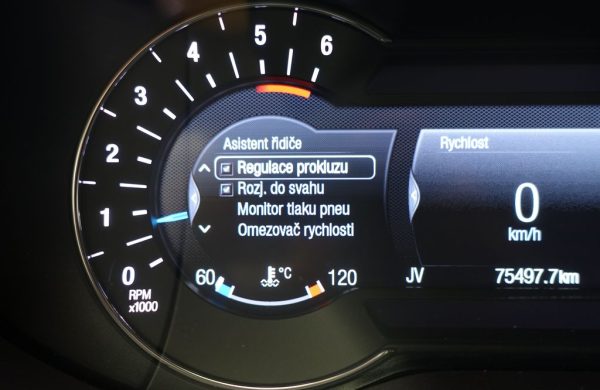 6
5
4
3
2
1
0
RPM
x1000
Asistent řidiče
Regulace prokluzu
Rozj. do svahu
Monitor tlaku pneu
Omezovač rychlosti
60 °C 120
Rychlost
0
km/h
JV 75497.7km